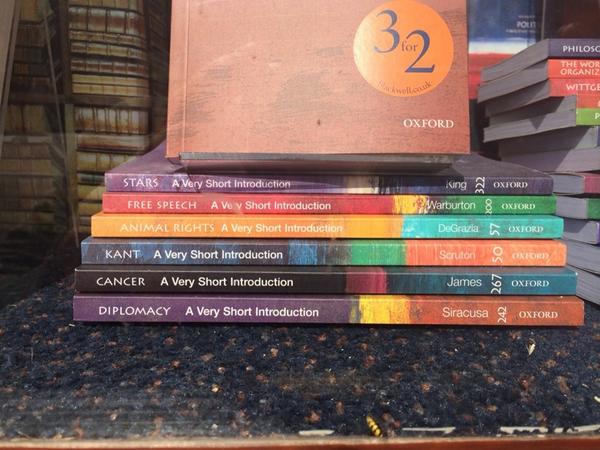 3 for 2
blackwell.co.uk
OXFORD
STARS A Very Short Introduction King 322 OXFORD
FREE SPEECH A Very Short Introduction Warburton 200 OXFORD
ANIMAL RIGHTS A Very Short Introduction DeGrazia 57 OXFORD
KANT A Very Short Introduction Scruton 50 OXFORD
CANCER A Very Short Introduction James 267 OXFORD
DIPLOMACY A Very Short Introduction Siracusa 242 OXFORD
POLIT
PHILOSO
THE WOR
ORGANIZ
WITTGE